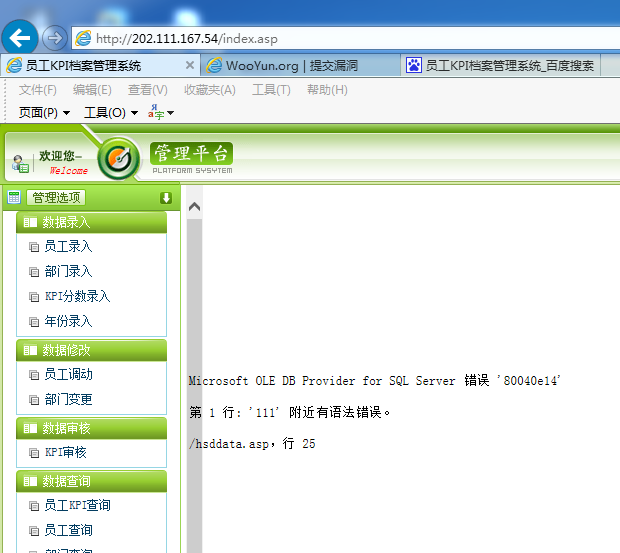 http://202.111.167.54/index.asp
员工KPI档案管理系统
WooYun.org | 提交漏洞
员工KPI档案管理系统_百度搜索
文件(F) 编辑(E) 查看(V) 收藏夹(A) 工具(T) 帮助(H)
页面(P) 工具(O) a字
欢迎您—
Welcome
管理平台
PLATFORM SYSYTEM
管理选项
数据录入
员工录入
部门录入
KPI分数录入
年份录入
数据修改
员工调动
部门变更
数据审核
KPI审核
数据查询
员工KPI查询
员工查询
部门查询
Microsoft OLE DB Provider for SQL Server 错误 '80040e14'
第 1 行: '111' 附近有语法错误。
/hsddata.asp，行 25